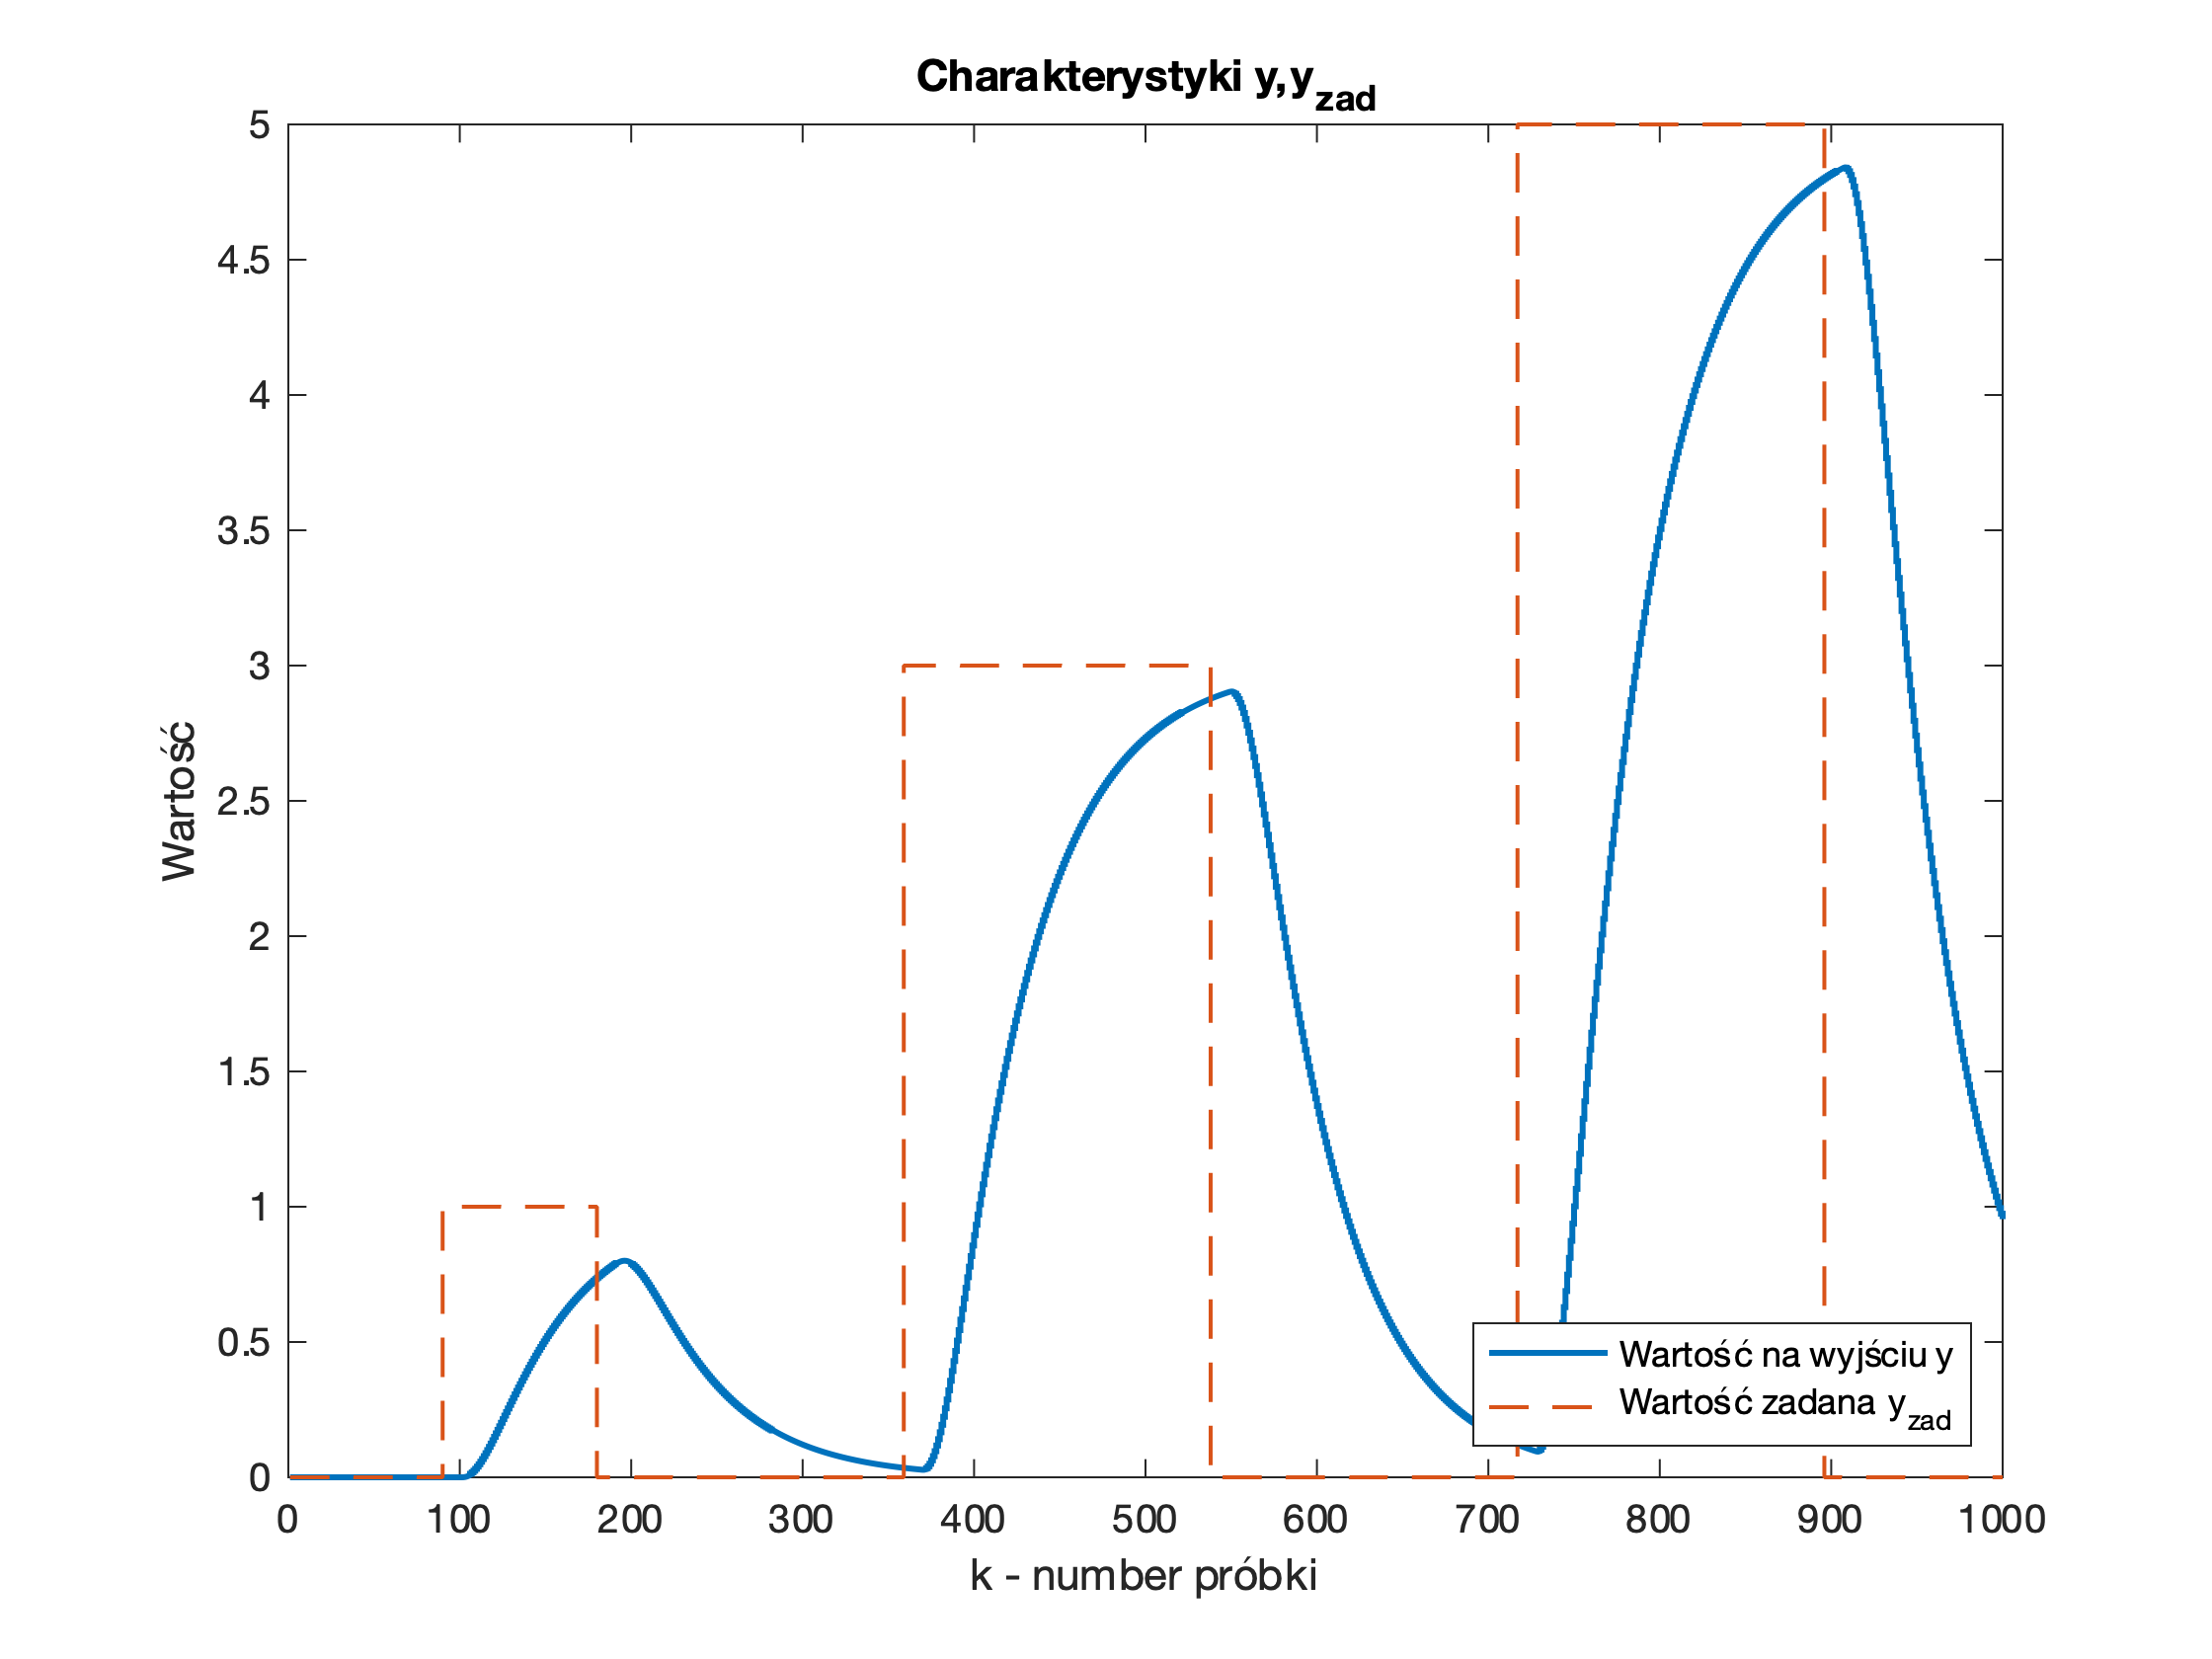 Charakterystyki y,y_zad
5
4.5
4
3.5
3
2.5
2
1.5
1
0.5
0
Wartość
0 100 200 300 400 500 600 700 800 900 1000
k - number próbki
Wartość na wyjściu y
Wartość zadana y_zad